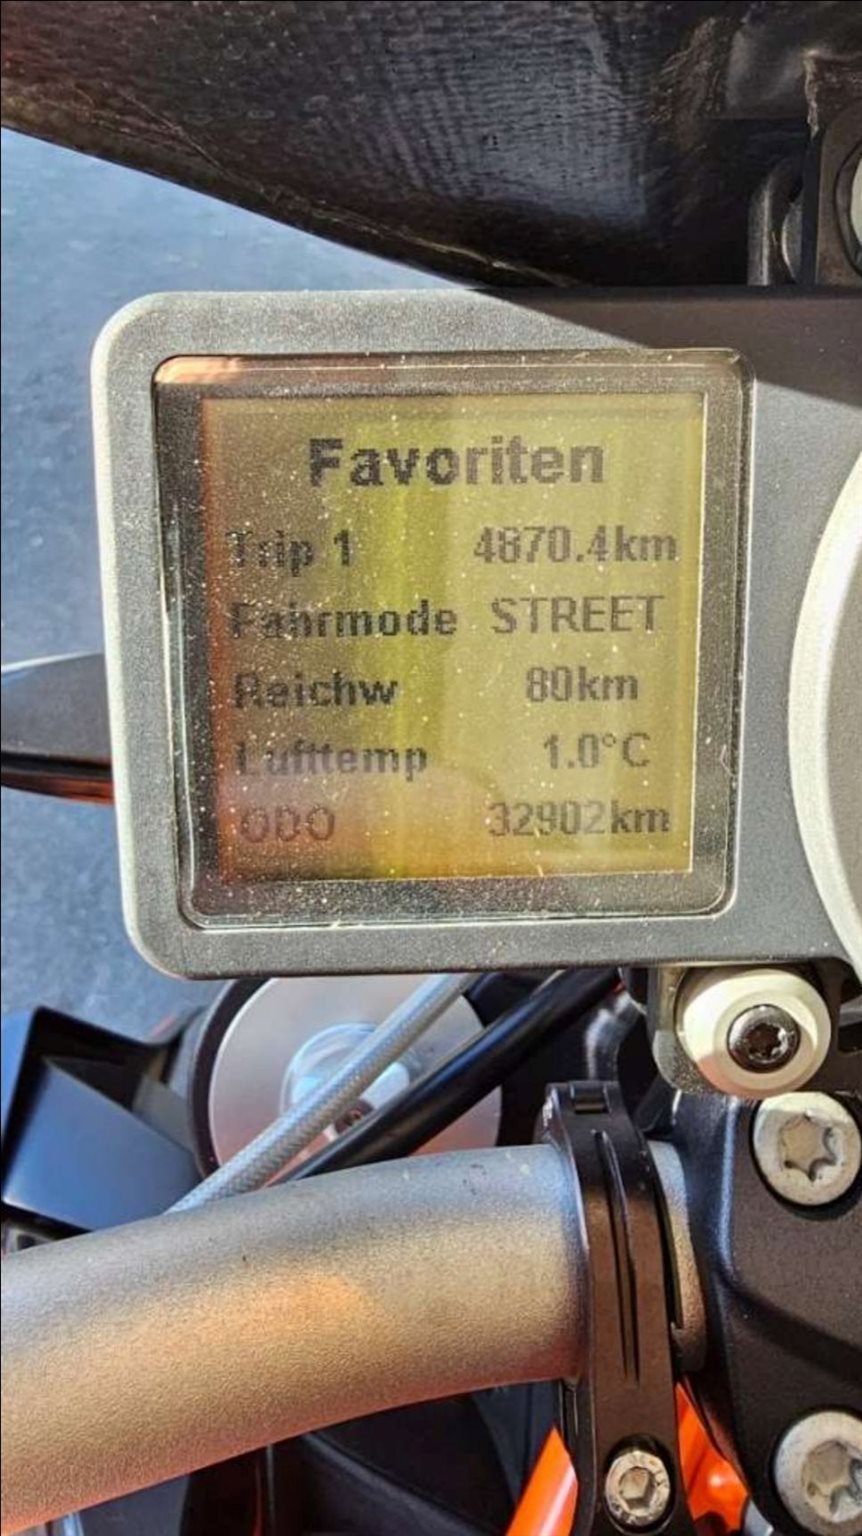 Favoriten
Trip 1 4870.4km
Fahrmode STREET
Reichw 80km
Lufttemp 1.0°C
ODO 32902km